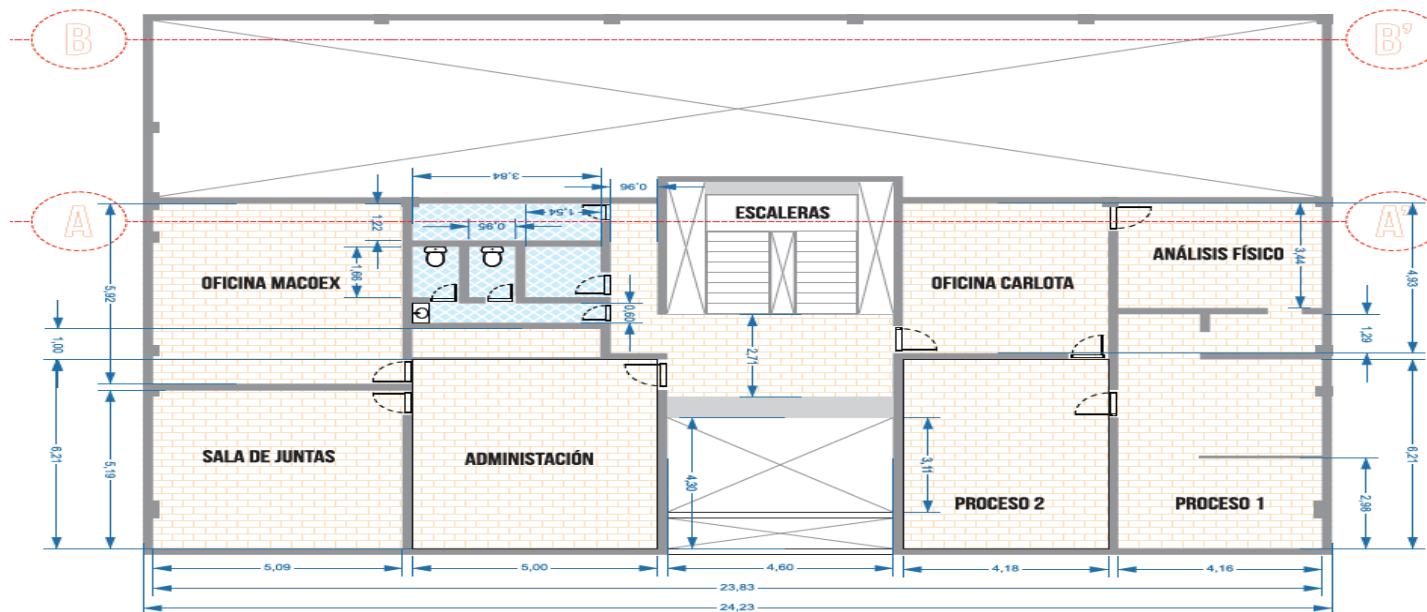 B
B'
3,84
0,96
A
A'
1,22
1,54
0,95
ESCALERAS
ANÁLISIS FÍSICO
3,44
4,93
OFICINA MACOEX
1,66
OFICINA CARLOTA
5,92
0,60
1,00
2,71
1,29
SALA DE JUNTAS
ADMINISTACIÓN
6,21
5,19
4,30
3,11
PROCESO 2
PROCESO 1
2,98
6,21
5,09
5,00
4,60
4,18
4,16
23,83
24,23